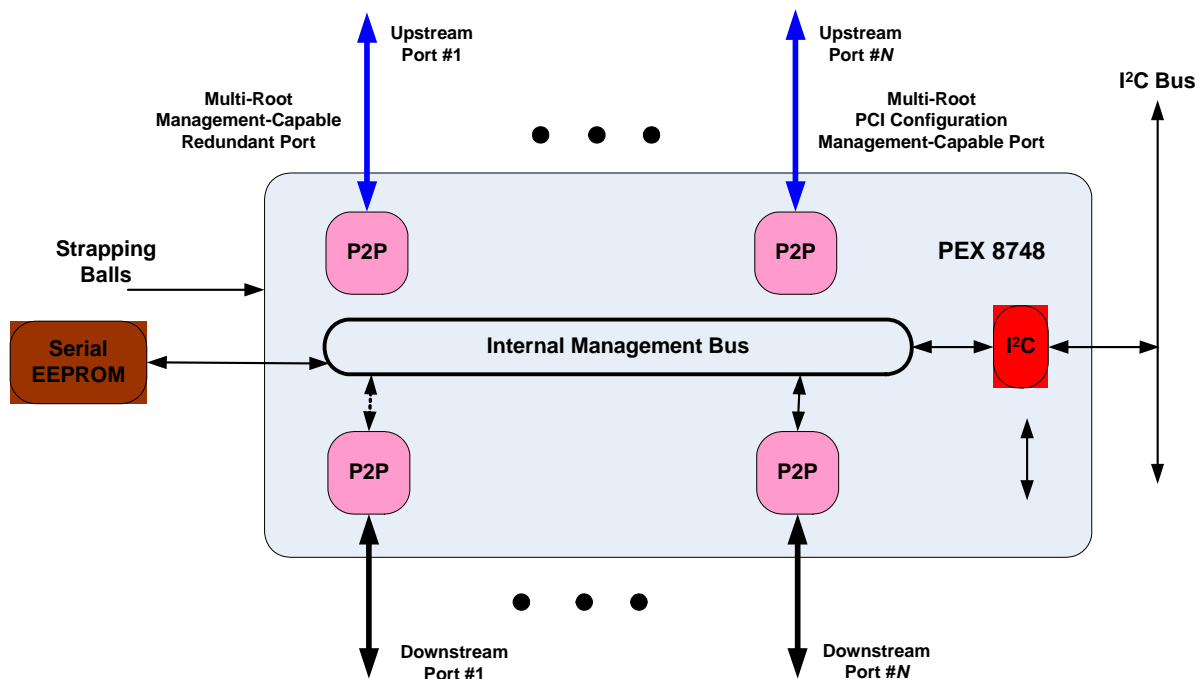 Upstream
Port #1
Upstream
Port #N
I²C Bus
Multi-Root
Management-Capable
Redundant Port
Multi-Root
PCI Configuration
Management-Capable Port
P2P
P2P
PEX 8748
Strapping
Balls
Serial
EEPROM
Internal Management Bus
I²C
P2P
P2P
Downstream
Port #1
Downstream
Port #N